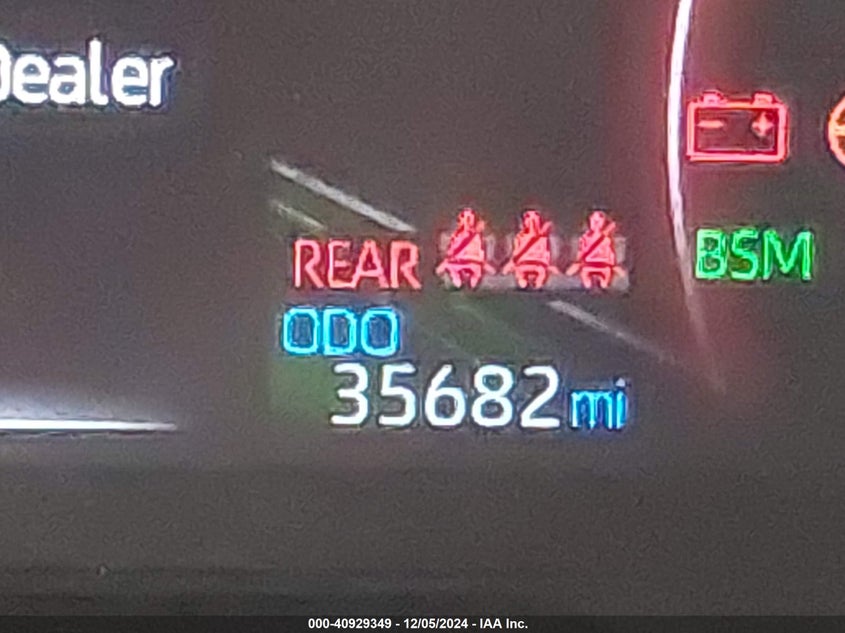 Dealer
REAR
BSM
ODO
35682 mi
000-40929349 - 12/05/2024 - IAA Inc.